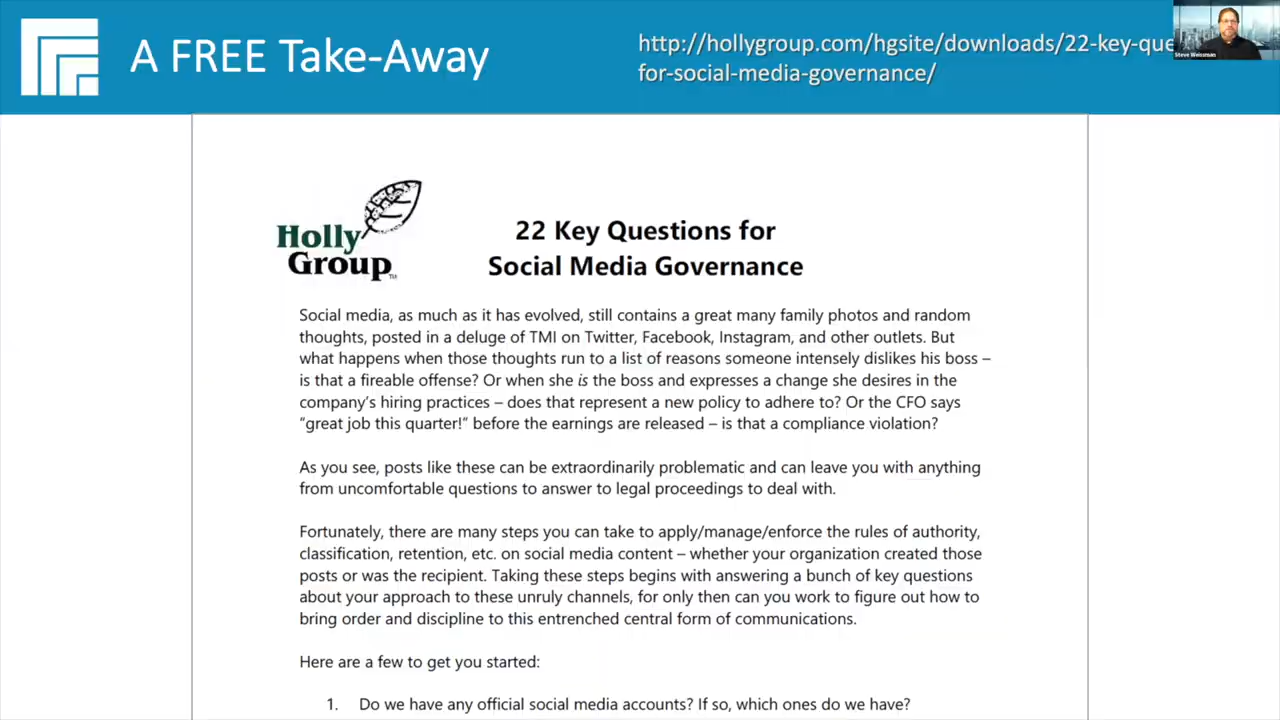 A FREE Take-Away
http://hollygroup.com/hgsite/downloads/22-key-que
for-social-media-governance/
Steve Weissman
Holly
Group™
22 Key Questions for
Social Media Governance
Social media, as much as it has evolved, still contains a great many family photos and random
thoughts, posted in a deluge of TMI on Twitter, Facebook, Instagram, and other outlets. But
what happens when those thoughts run to a list of reasons someone intensely dislikes his boss –
is that a fireable offense? Or when she is the boss and expresses a change she desires in the
company’s hiring practices – does that represent a new policy to adhere to? Or the CFO says
“great job this quarter!” before the earnings are released – is that a compliance violation?
As you see, posts like these can be extraordinarily problematic and can leave you with anything
from uncomfortable questions to answer to legal proceedings to deal with.
Fortunately, there are many steps you can take to apply/manage/enforce the rules of authority,
classification, retention, etc. on social media content – whether your organization created those
posts or was the recipient. Taking these steps begins with answering a bunch of key questions
about your approach to these unruly channels, for only then can you work to figure out how to
bring order and discipline to this entrenched central form of communications.
Here are a few to get you started:
1. Do we have any official social media accounts? If so, which ones do we have?